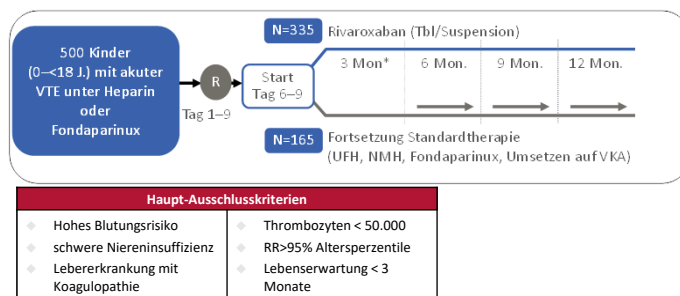 N=335 Rivaroxaban (Tbl/Suspension)
500 Kinder
(0–<18 J.) mit akuter
VTE unter Heparin
oder
Fondaparinux
R
Tag 1–9
Start
Tag 6–9
3 Mon*
6 Mon.
9 Mon.
12 Mon.
N=165 Fortsetzung Standardtherapie
(UFH, NMH, Fondaparinux, Umsetzen auf VKA)
Haupt-Ausschlusskriterien
Hohes Blutungsrisiko
schwere Niereninsuffizienz
Lebererkrankung mit
Koagulopathie
Thrombozyten < 50.000
RR>95% Altersperzentile
Lebenserwartung < 3
Monate